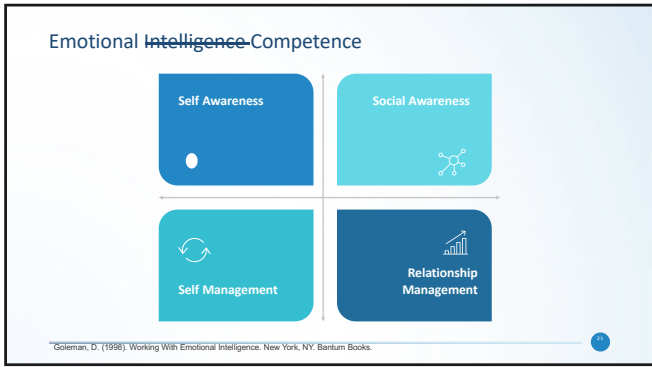 Emotional Intelligence Competence
Self Awareness
Social Awareness
Self Management
Relationship
Management
Goleman, D. (1998). Working With Emotional Intelligence. New York, NY. Bantum Books.
21